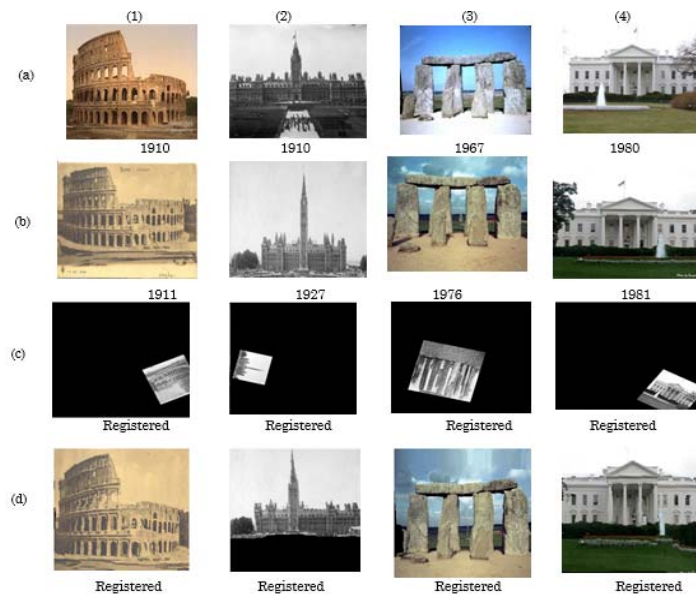 (1) (2) (3) (4)
(a)
1910 1910 1967 1980
(b)
1911 1927 1976 1981
(c)
Registered Registered Registered Registered
(d)
Registered Registered Registered Registered